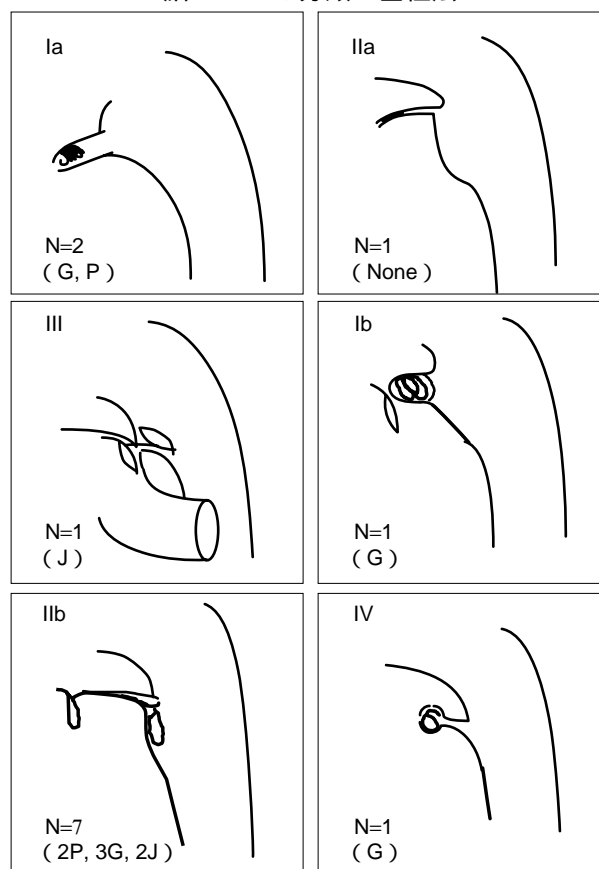 Ia
N=2
( G, P )
IIa
N=1
( None )
III
N=1
( J )
Ib
N=1
( G )
IIb
N=7
( 2P, 3G, 2J )
IV
N=1
( G )